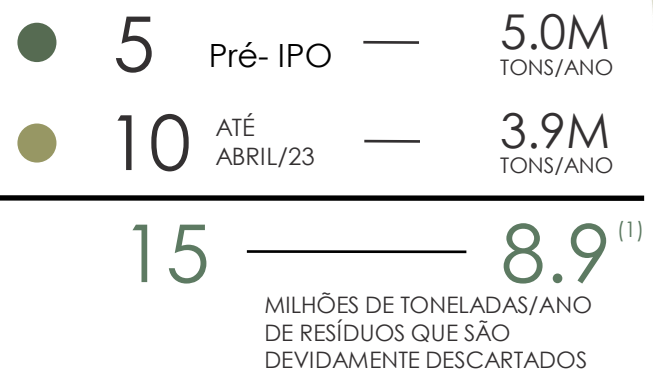 5 Pré- IPO — 5.0M
TONS/ANO
10 ATÉ
ABRIL/23 — 3.9M
TONS/ANO
15 — 8.9 (1)
MILHÕES DE TONELADAS/ANO
DE RESÍDUOS QUE SÃO
DEVIDAMENTE DESCARTADOS